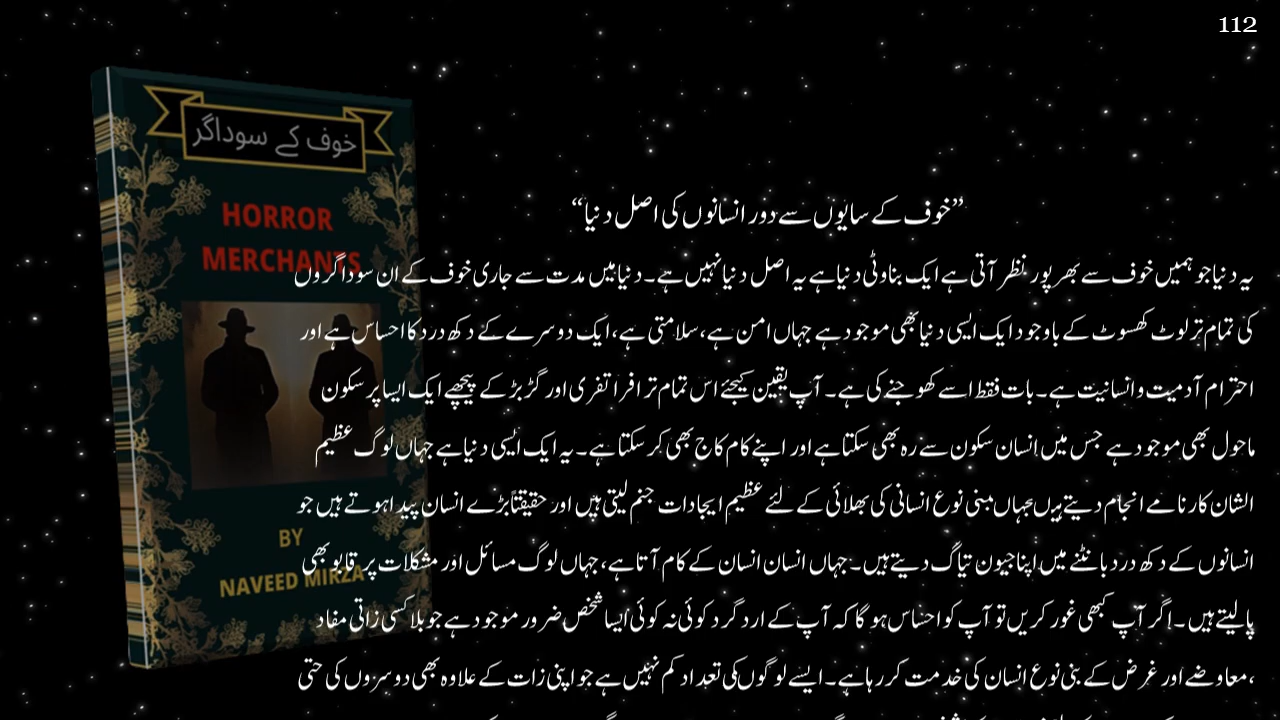 112
خوف کے سوداگر
HORROR
MERCHANTS
BY
NAVEED MIRZA
”خوف کے سایوں سے دور انسانوں کی اصل دنیا“
یہ دنیا جو ہمیں خوف سے بھر پور نظر آتی ہے ایک بناوٹی دنیا ہے یہ اصل دنیا نہیں ہے۔ دنیا میں مدت سے جاری خوف کے ان سوداگروں
کی تمام تر لوٹ کھسوٹ کے باوجود ایک ایسی دنیا بھی موجود ہے جہاں امن ہے، سلامتی ہے، ایک دوسرے کے دکھ درد کا احساس ہے اور
احترام آدمیت و انسانیت ہے۔ بات فقط اسے کھوجنے کی ہے۔ آپ یقین کیجئے اس تمام تر افرا تفری اور گڑبڑ کے پیچھے ایک ایسا پر سکون
ماحول بھی موجود ہے جس میں انسان سکون سے رہ بھی سکتا ہے اور اپنے کام کاج بھی کر سکتا ہے۔ یہ ایک ایسی دنیا ہے جہاں لوگ عظیم
الشان کارنامے انجام دیتے ہیں جہاں بنی نوع انسانی کی بھلائی کے لئے عظیم ایجادات جنم لیتی ہیں اور حقیقتاً بڑے انسان پیدا ہوتے ہیں جو
انسانوں کے دکھ درد بانٹنے میں اپنا جیون تیاگ دیتے ہیں۔ جہاں انسان انسان کے کام آتا ہے، جہاں لوگ مسائل اور مشکلات پر قابو بھی
پا لیتے ہیں۔ اگر آپ کبھی غور کریں تو آپ کو احساس ہو گا کہ آپ کے ارد گرد کوئی نہ کوئی ایسا شخص ضرور موجود ہے جو بلا کسی زاتی مفاد
،معاوضے اور غرض کے بنی نوع انسان کی خدمت کر رہا ہے۔ ایسے لوگوں کی تعداد کم نہیں ہے جو اپنی زات کے علاوہ بھی دوسروں کی حتی